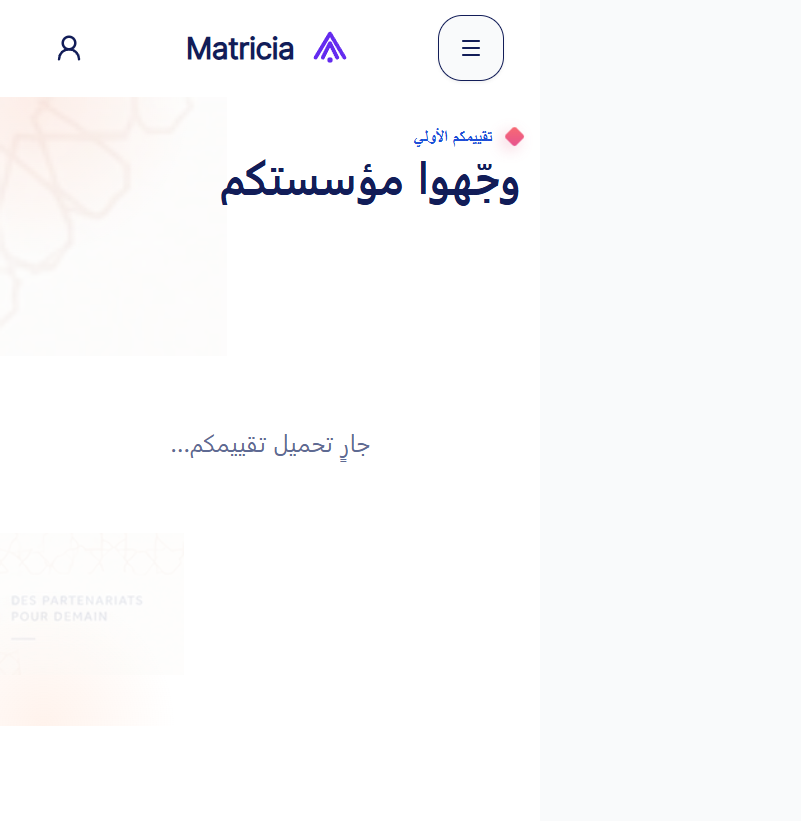 Matricia
تقييمكم الأولي
وجّهوا مؤسستكم
جارٍ تحميل تقييمكم...
DES PARTENARIATS
POUR DEMAIN